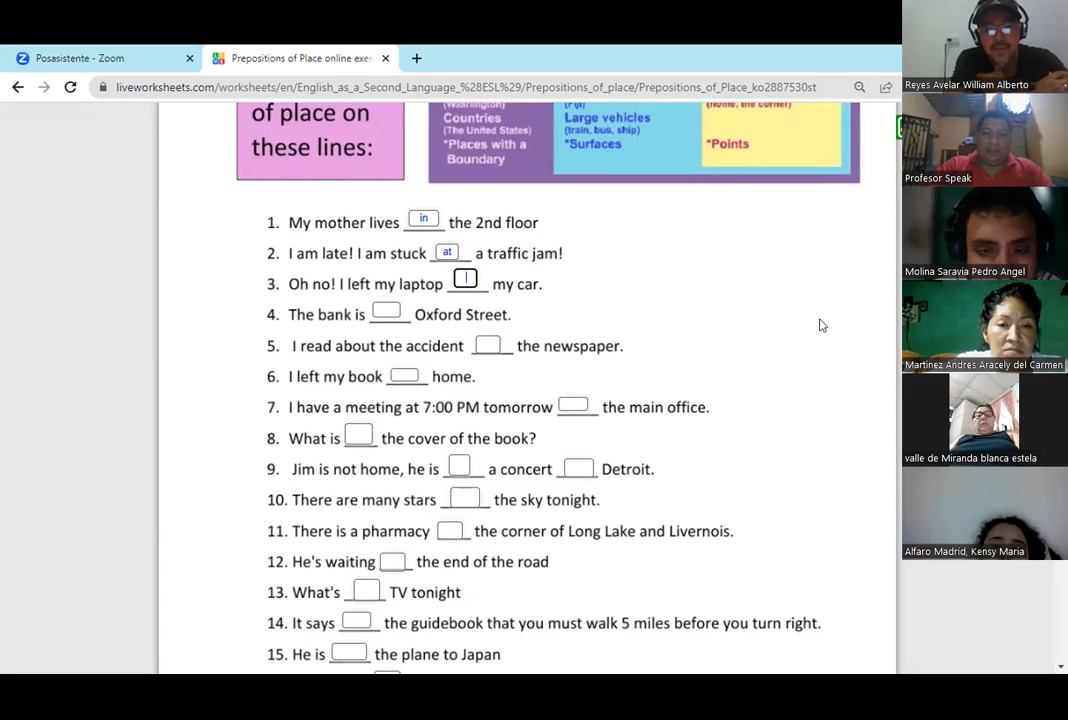 Posasistente - Zoom
Prepositions of Place online exer
liveworksheets.com/worksheets/en/English_as_a_Second_Language_%28ESL%29/Prepositions_of_place/Prepositions_of_Place_ko2887530st
of place on
these lines:
(Washington)
Countries
(The United States)
*Places with a
Boundary
(Fiji)
Large vehicles
(train, bus, ship)
*Surfaces
(home, the corner)
*Points
1. My mother lives in the 2nd floor
2. I am late! I am stuck at a traffic jam!
3. Oh no! I left my laptop my car.
4. The bank is Oxford Street.
5. I read about the accident the newspaper.
6. I left my book home.
7. I have a meeting at 7:00 PM tomorrow the main office.
8. What is the cover of the book?
9. Jim is not home, he is a concert Detroit.
10. There are many stars the sky tonight.
11. There is a pharmacy the corner of Long Lake and Livernois.
12. He's waiting the end of the road
13. What's TV tonight
14. It says the guidebook that you must walk 5 miles before you turn right.
15. He is the plane to Japan
Reyes Avelar William Alberto
Profesor Speak
Molina Saravia Pedro Angel
Martinez Andres Aracely del Carmen
valle de Miranda blanca estela
Alfaro Madrid, Kensy Maria